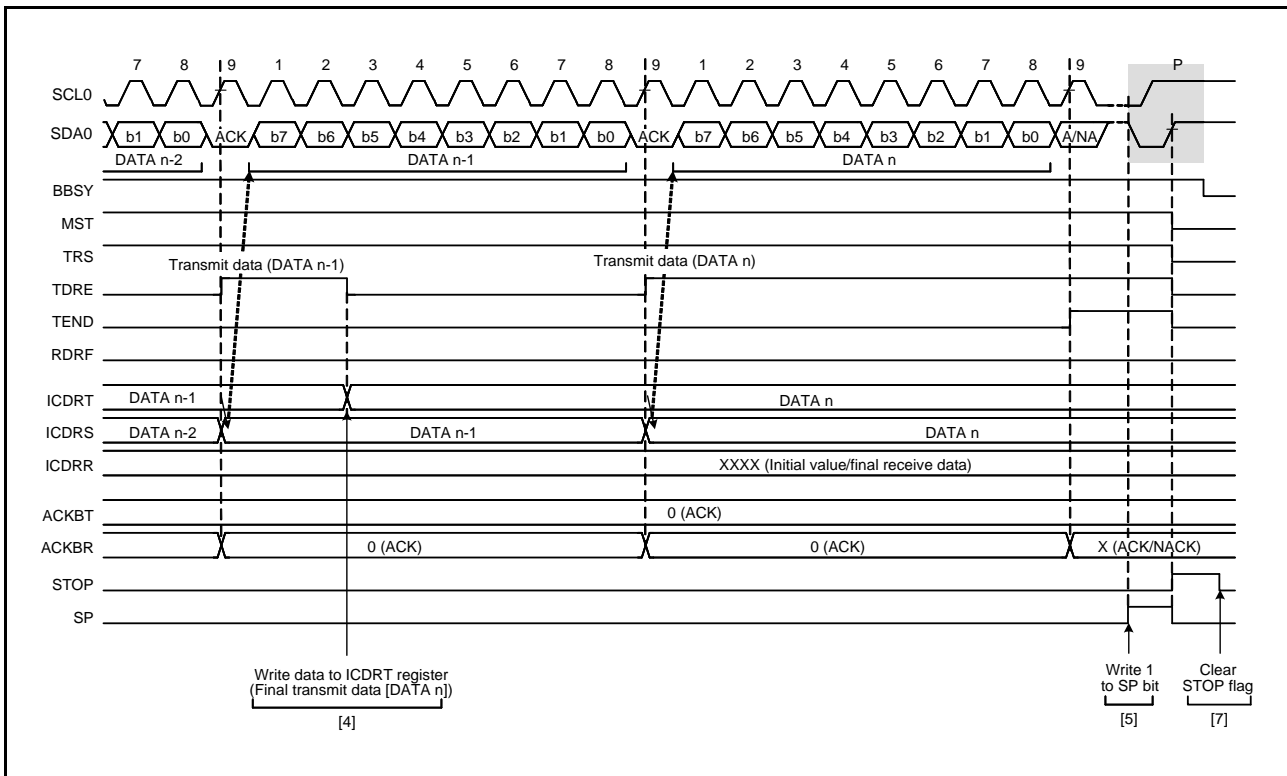 7 8 9 1 2 3 4 5 6 7 8 9 1 2 3 4 5 6 7 8 9 P
SCL0
SDA0 b1 b0 ACK b7 b6 b5 b4 b3 b2 b1 b0 ACK b7 b6 b5 b4 b3 b2 b1 b0 A/NA
DATA n-2 DATA n-1 DATA n
BBSY
MST
TRS
Transmit data (DATA n-1) Transmit data (DATA n)
TDRE
TEND
RDRF
ICDRT DATA n-1 DATA n
ICDRS DATA n-2 DATA n-1 DATA n
ICDRR XXXX (Initial value/final receive data)
ACKBT 0 (ACK)
ACKBR 0 (ACK) 0 (ACK) X (ACK/NACK)
STOP
SP
Write data to ICDRT register
(Final transmit data [DATA n])
[4]
Write 1
to SP bit
[5]
Clear
STOP flag
[7]